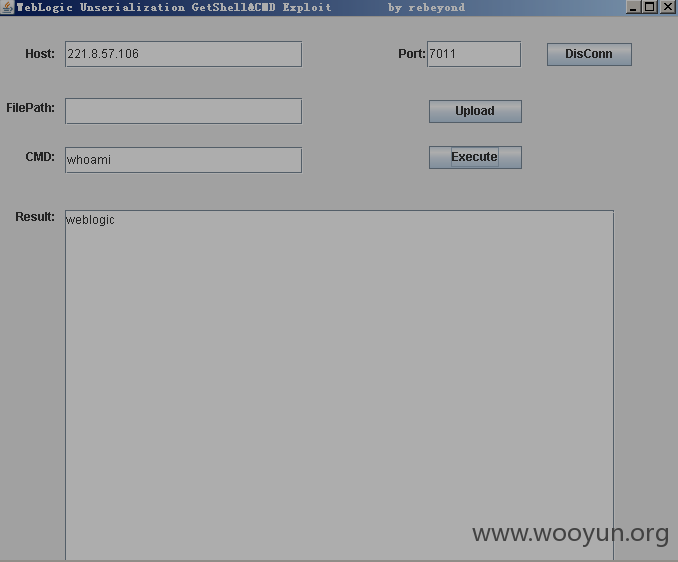 WebLogic Unserialization GetShell&CMD Exploit by rebeyond
Host: 221.8.57.106 Port: 7011 DisConn
FilePath: Upload
CMD: whoami Execute
Result: weblogic
www.wooyun.org